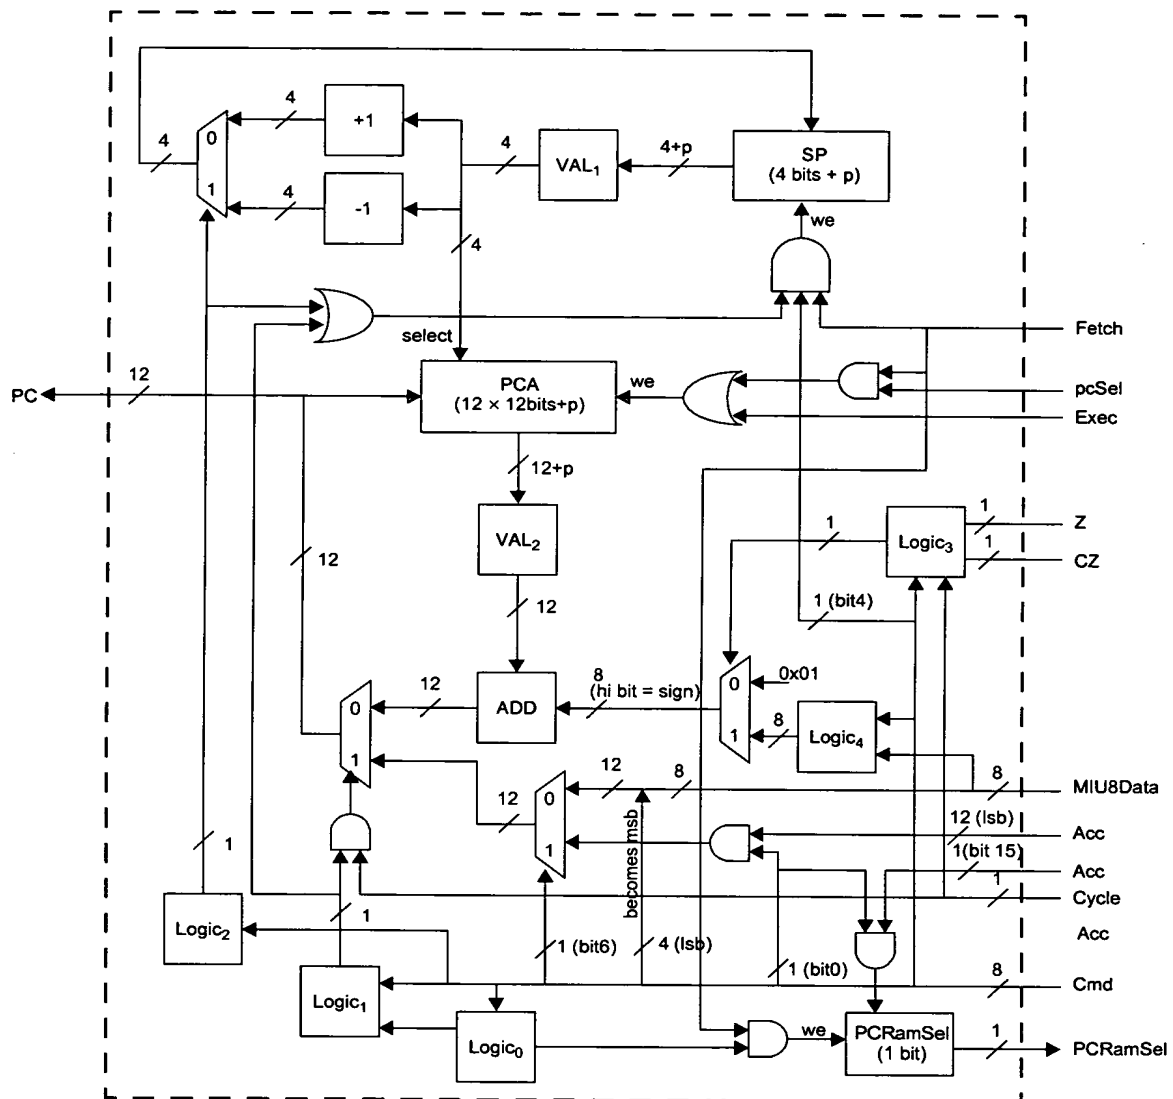 4
+1
4
0
4
4+p
VAL1
SP
(4 bits + p)
1
4
-1
we
4
select
Fetch
PC
12
PCA
(12 × 12bits+p)
we
pcSel
Exec
12+p
VAL2
12
12
1
Logic3
1
Z
1
CZ
1 (bit4)
0
0x01
8
(hi bit = sign)
12
ADD
0
1
8
Logic4
1
12
0
12
8
8
MIU8Data
12
1
becomes msb
12 (lsb)
Acc
1(bit 15)
Acc
1
1
Cycle
Logic2
1
1 (bit6)
4 (lsb)
Acc
1 (bit0)
8
Cmd
Logic1
Logic0
we
PCRamSel
(1 bit)
1
PCRamSel